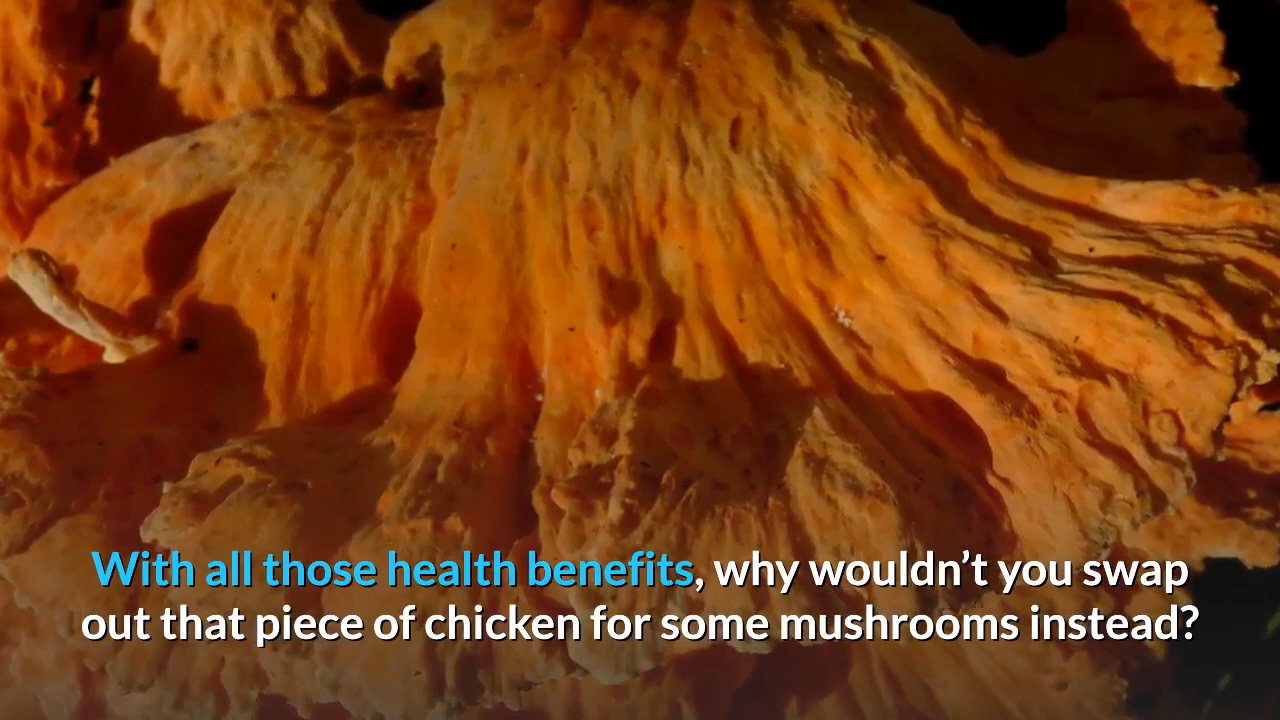 With all those health benefits, why wouldn’t you swap
out that piece of chicken for some mushrooms instead?